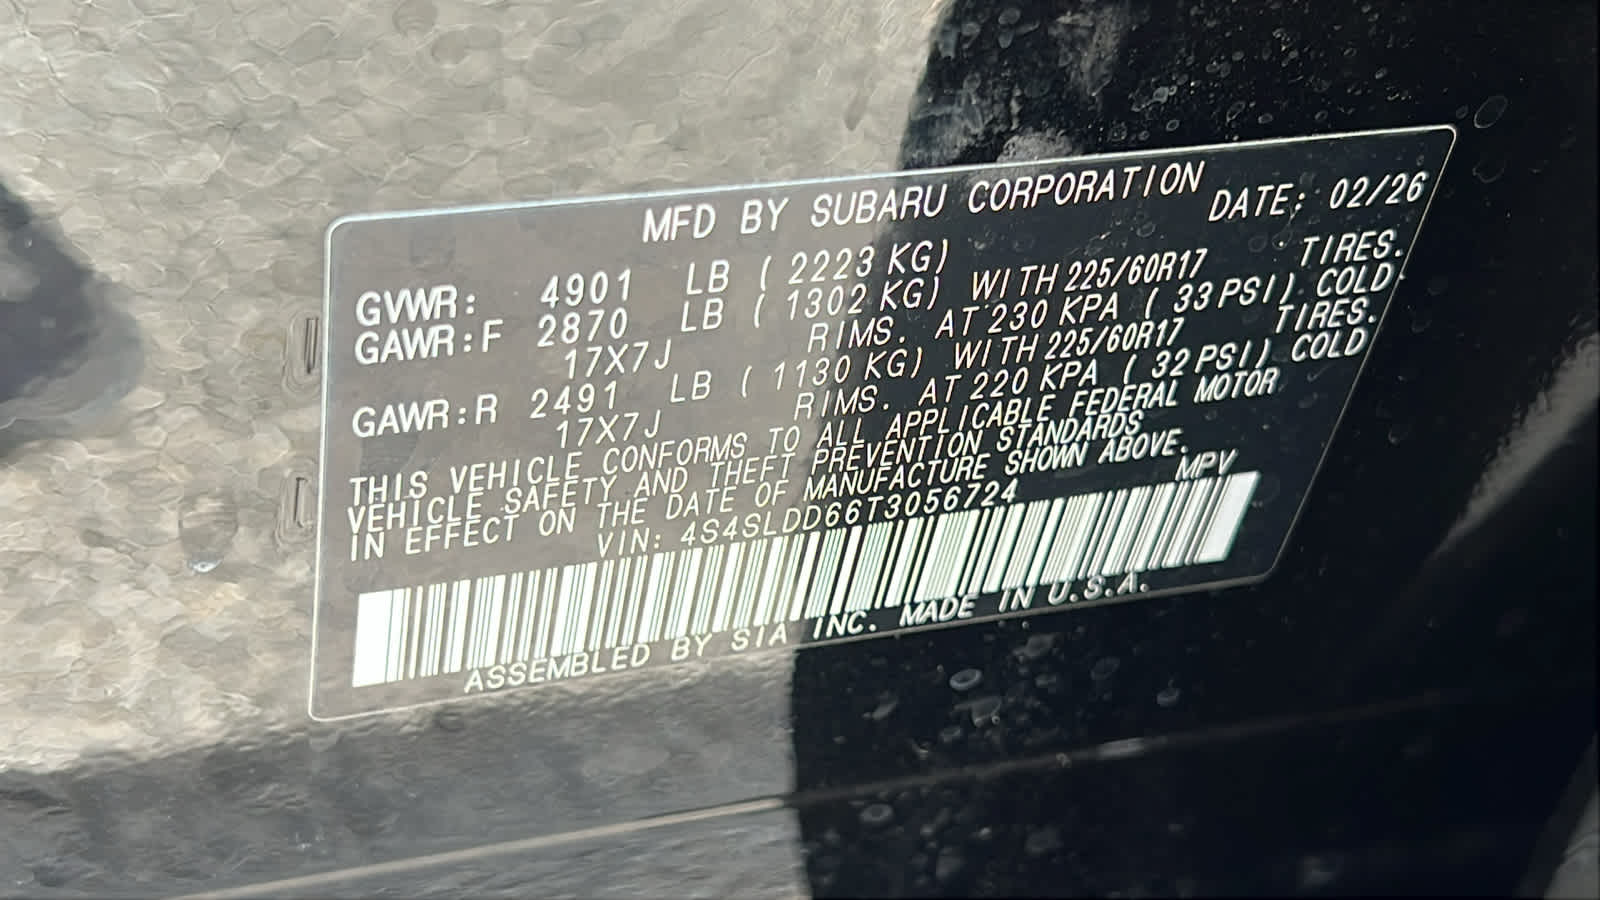 MFD BY SUBARU CORPORATION
DATE: 02/26
GVWR: 4901 LB ( 2223 KG)
GAWR:F 2870 LB ( 1302 KG) WITH 225/60R17 TIRES.
17X7J RIMS. AT 230 KPA ( 33 PSI) COLD.
GAWR:R 2491 LB ( 1130 KG) WITH 225/60R17 TIRES.
17X7J RIMS. AT 220 KPA ( 32 PSI) COLD
THIS VEHICLE CONFORMS TO ALL APPLICABLE FEDERAL MOTOR
VEHICLE SAFETY AND THEFT PREVENTION STANDARDS
IN EFFECT ON THE DATE OF MANUFACTURE SHOWN ABOVE.
VIN: 4S4SLDD66T3056724 MPV
ASSEMBLED BY SIA INC. MADE IN U.S.A.